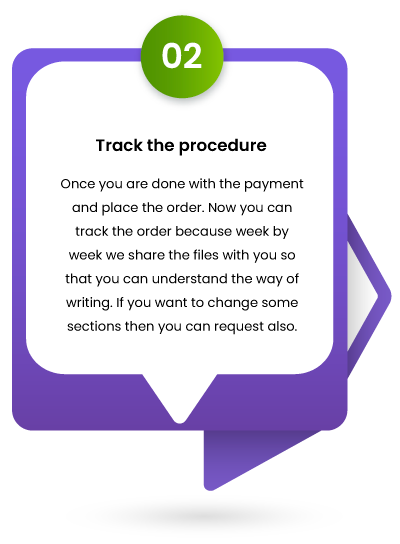 02
Track the procedure
Once you are done with the payment
and place the order. Now you can
track the order because week by
week we share the files with you so
that you can understand the way of
writing. If you want to change some
sections then you can request also.